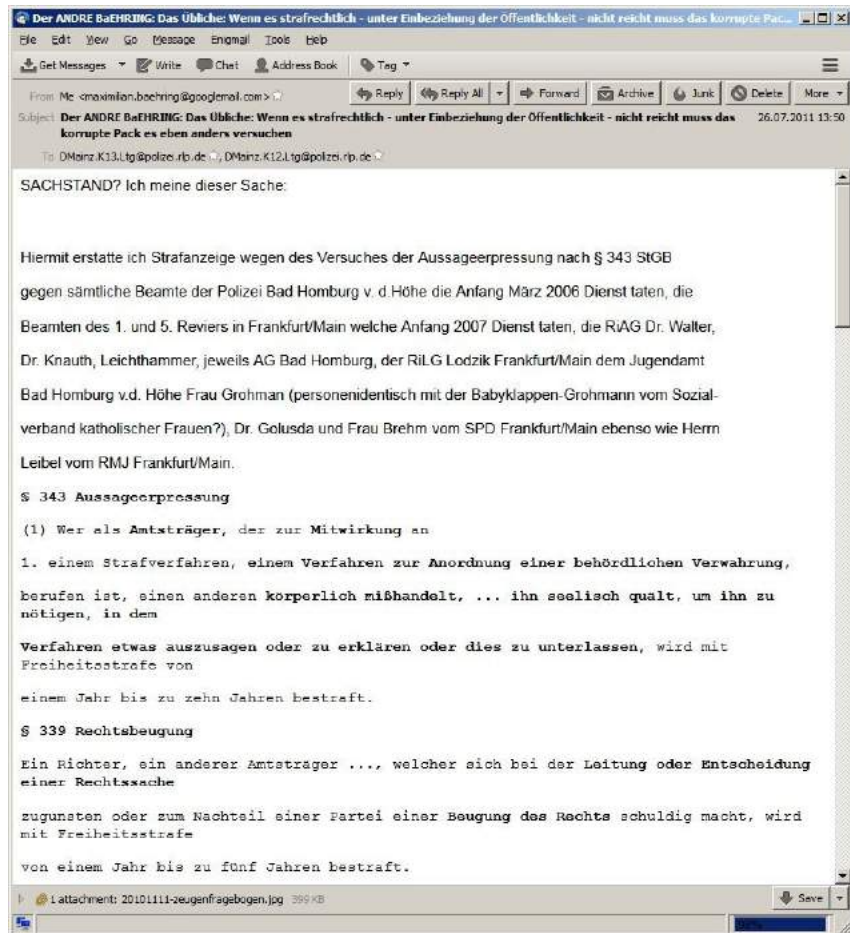 Der ANDRE BaEHRING: Das Übliche: Wenn es strafrechtlich - unter Einbeziehung der Öffentlichkeit - nicht reicht muss das korrupte Pac...
File Edit View Go Message Enigmail Tools Help
Get Messages Write Chat Address Book Tag
From Me <maximilian.baehring@googlemail.com> Reply Reply All Forward Archive Junk Delete More
Subject Der ANDRE BaEHRING: Das Übliche: Wenn es strafrechtlich - unter Einbeziehung der Öffentlichkeit - nicht reicht muss das 26.07.2011 13:50
korrupte Pack es eben anders versuchen
To DMainz.K13.Ltg@polizei.rlp.de, DMainz.K12.Ltg@polizei.rlp.de
SACHSTAND? Ich meine dieser Sache:
Hiermit erstatte ich Strafanzeige wegen des Versuches der Aussageerpressung nach § 343 StGB
gegen sämtliche Beamte der Polizei Bad Homburg v. d.Höhe die Anfang März 2006 Dienst taten, die
Beamten des 1. und 5. Reviers in Frankfurt/Main welche Anfang 2007 Dienst taten, die RiAG Dr. Walter,
Dr. Knauth, Leichthammer, jeweils AG Bad Homburg, der RiLG Lodzik Frankfurt/Main dem Jugendamt
Bad Homburg v.d. Höhe Frau Grohman (personenidentisch mit der Babyklappen-Grohmann vom Sozial-
verband katholischer Frauen?), Dr. Golusda und Frau Brehm vom SPD Frankfurt/Main ebenso wie Herrn
Leibel vom RMJ Frankfurt/Main.
§ 343 Aussageerpressung
(1) Wer als Amtsträger, der zur Mitwirkung an
1. einem Strafverfahren, einem Verfahren zur Anordnung einer behördlichen Verwahrung,
berufen ist, einen anderen körperlich mißhandelt, ... ihn seelisch quält, um ihn zu
nötigen, in dem
Verfahren etwas auszusagen oder zu erklären oder dies zu unterlassen, wird mit
Freiheitsstrafe von
einem Jahr bis zu zehn Jahren bestraft.
§ 339 Rechtsbeugung
Ein Richter, ein anderer Amtsträger ..., welcher sich bei der Leitung oder Entscheidung
einer Rechtssache
zugunsten oder zum Nachteil einer Partei einer Beugung des Rechts schuldig macht, wird
mit Freiheitsstrafe
von einem Jahr bis zu fünf Jahren bestraft.
1 attachment: 20101111-zeugenfragebogen.jpg 399 KB Save